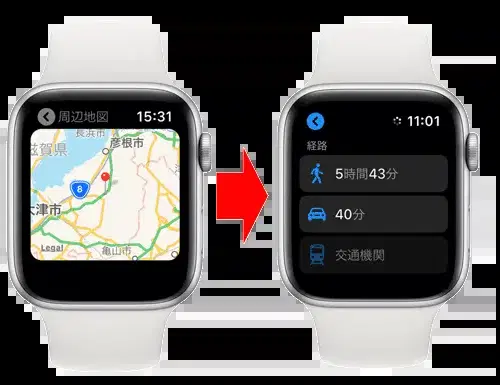 周辺地図 15:31
長浜市
彦根市
滋賀県
8
大津市
亀山市
Legal
11:01
経路
5時間43分
40分
交通機関